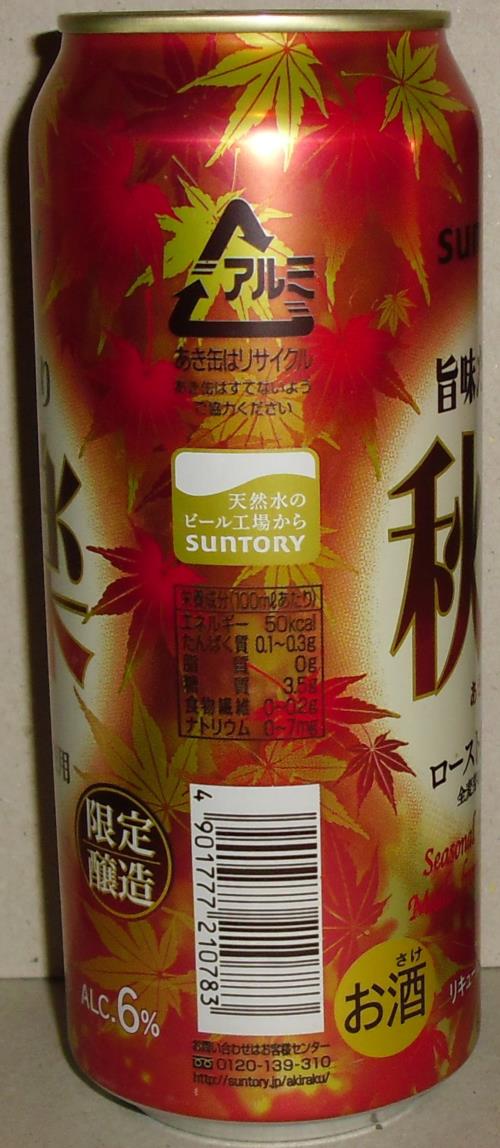 アルミ
あき缶はリサイクル
あき缶はすてないよう
ご協力ください
天然水の
ビール工場から
SUNTORY
栄養成分(100mlあたり)
エネルギー 50kcal
たんぱく質 0.1~0.3g
脂質 0g
糖質 3.5g
食物繊維 0~0.2g
ナトリウム 0~7mg
限定
醸造
ALC.6%
4 901777 210783
さけ
お酒
お問い合わせはお客様センター
0120-139-310
http://suntory.jp/akiraku/
り
楽
用
SUN
旨味
秋
ロースト
Seasonal
リキュー